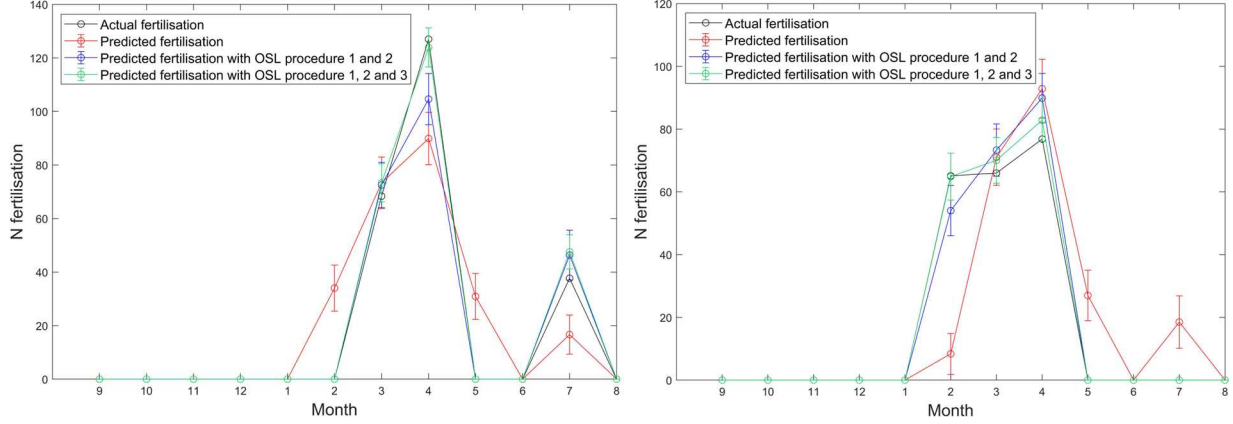 140
120
100
80
60
40
20
0
N fertilisation
Actual fertilisation
Predicted fertilisation
Predicted fertilisation with OSL procedure 1 and 2
Predicted fertilisation with OSL procedure 1, 2 and 3
9 10 11 12 1 2 3 4 5 6 7 8
Month
120
100
80
60
40
20
0
N fertilisation
Actual fertilisation
Predicted fertilisation
Predicted fertilisation with OSL procedure 1 and 2
Predicted fertilisation with OSL procedure 1, 2 and 3
9 10 11 12 1 2 3 4 5 6 7 8
Month